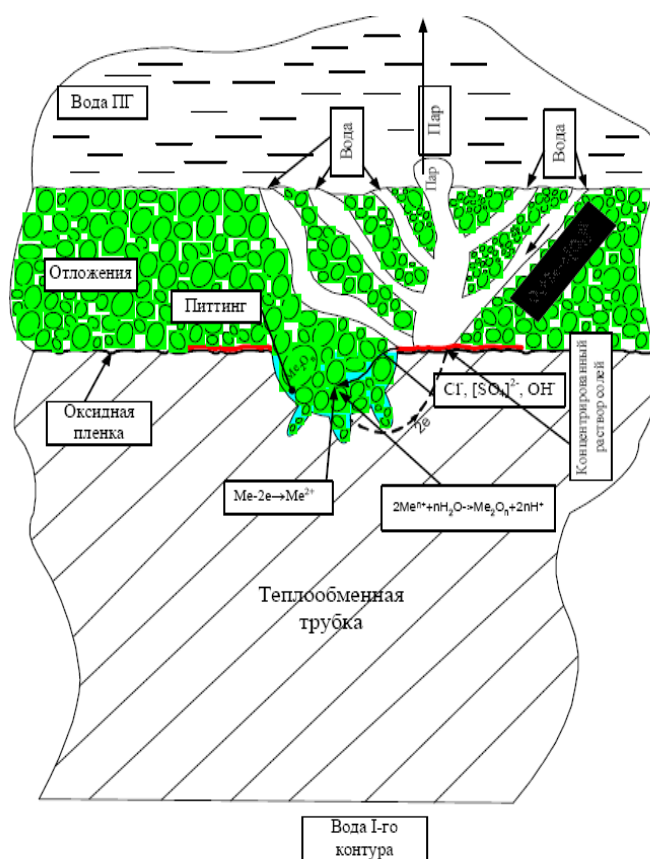 Вода ПГ
Вода
Пар
Пар
Вода
Отложения
Питтинг
Me₂Oₙ
Оксидная
пленка
Cl⁻, [SO₄]²⁻, OH⁻
2e
Концентрированный
раствор солей
Me-2e→Me²⁺
2Meⁿ⁺+nH₂O->Me₂Oₙ+2nH⁺
Теплообменная
трубка
Вода I-го
контура